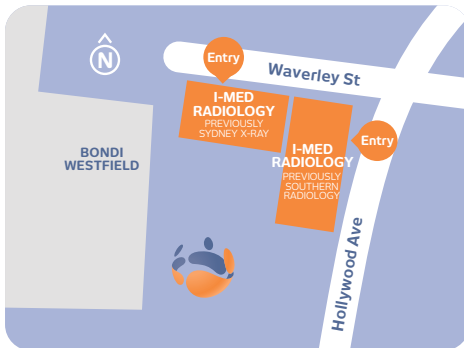 Entry
N
Waverley St
I-MED
RADIOLOGY
PREVIOUSLY
SYDNEY X-RAY
BONDI
WESTFIELD
I-MED
RADIOLOGY
PREVIOUSLY
SOUTHERN
RADIOLOGY
Entry
Hollywood Ave